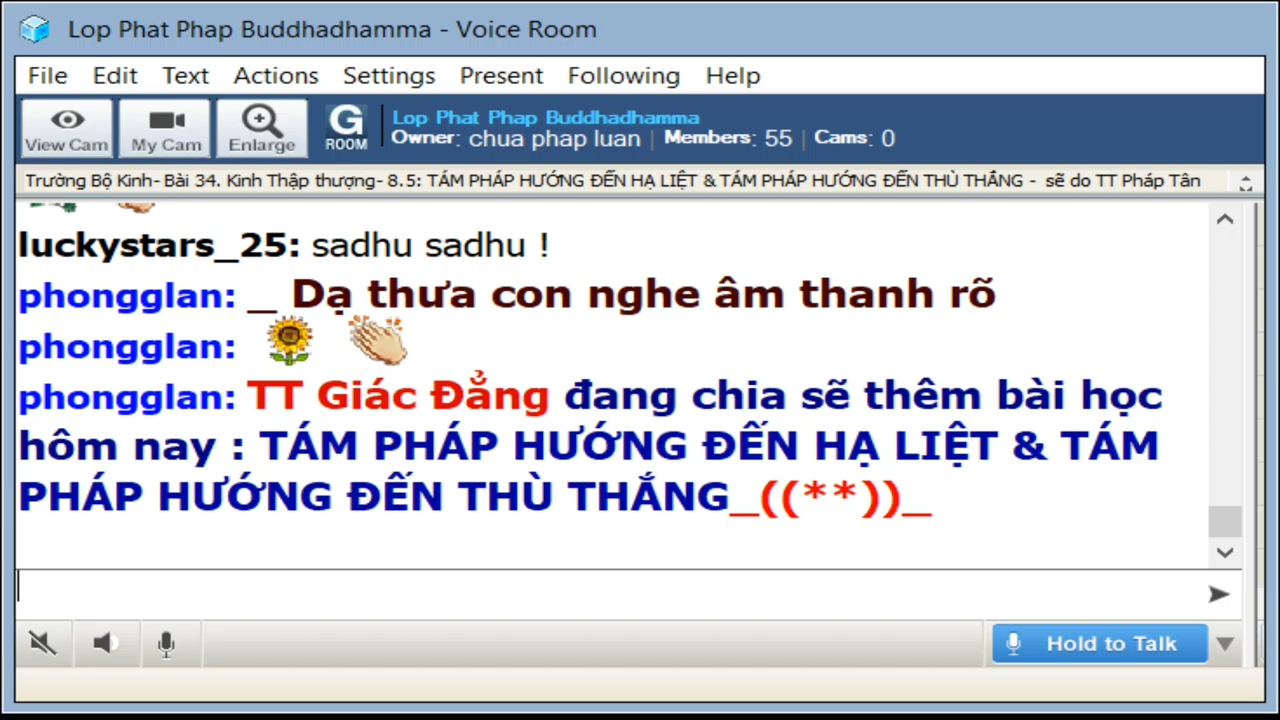 Lop Phat Phap Buddhadhamma - Voice Room
File Edit Text Actions Settings Present Following Help
View Cam My Cam Enlarge G ROOM
Lop Phat Phap Buddhadhamma
Owner: chua phap luan | Members: 55 | Cams: 0
Trường Bộ Kinh- Bài 34. Kinh Thập thượng- 8.5: TÁM PHÁP HƯỚNG ĐẾN HẠ LIỆT & TÁM PHÁP HƯỚNG ĐẾN THÙ THẮNG - sẽ do TT Pháp Tân
luckystars_25: sadhu sadhu !
phongglan: _ Dạ thưa con nghe âm thanh rõ
phongglan:
phongglan: TT Giác Đẳng đang chia sẽ thêm bài học
hôm nay : TÁM PHÁP HƯỚNG ĐẾN HẠ LIỆT & TÁM
PHÁP HƯỚNG ĐẾN THÙ THẮNG_((**))_
Hold to Talk